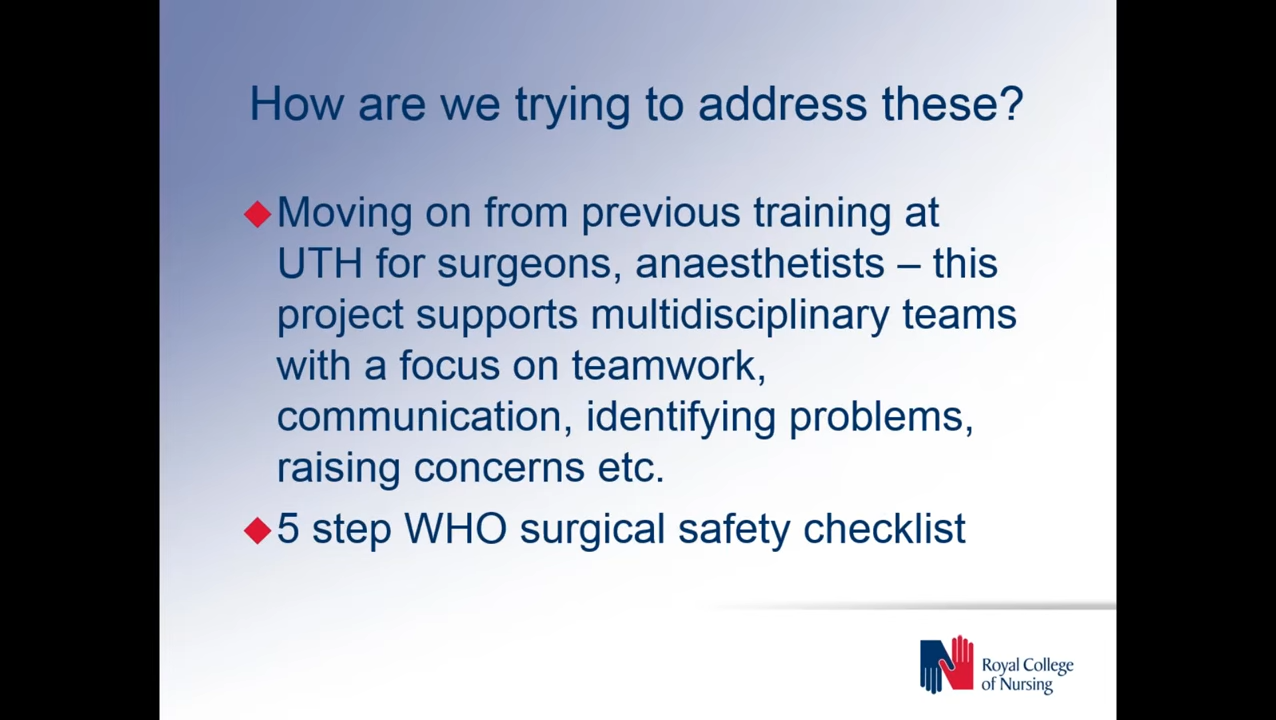 How are we trying to address these?
Moving on from previous training at
UTH for surgeons, anaesthetists – this
project supports multidisciplinary teams
with a focus on teamwork,
communication, identifying problems,
raising concerns etc.
5 step WHO surgical safety checklist
Royal College
of Nursing